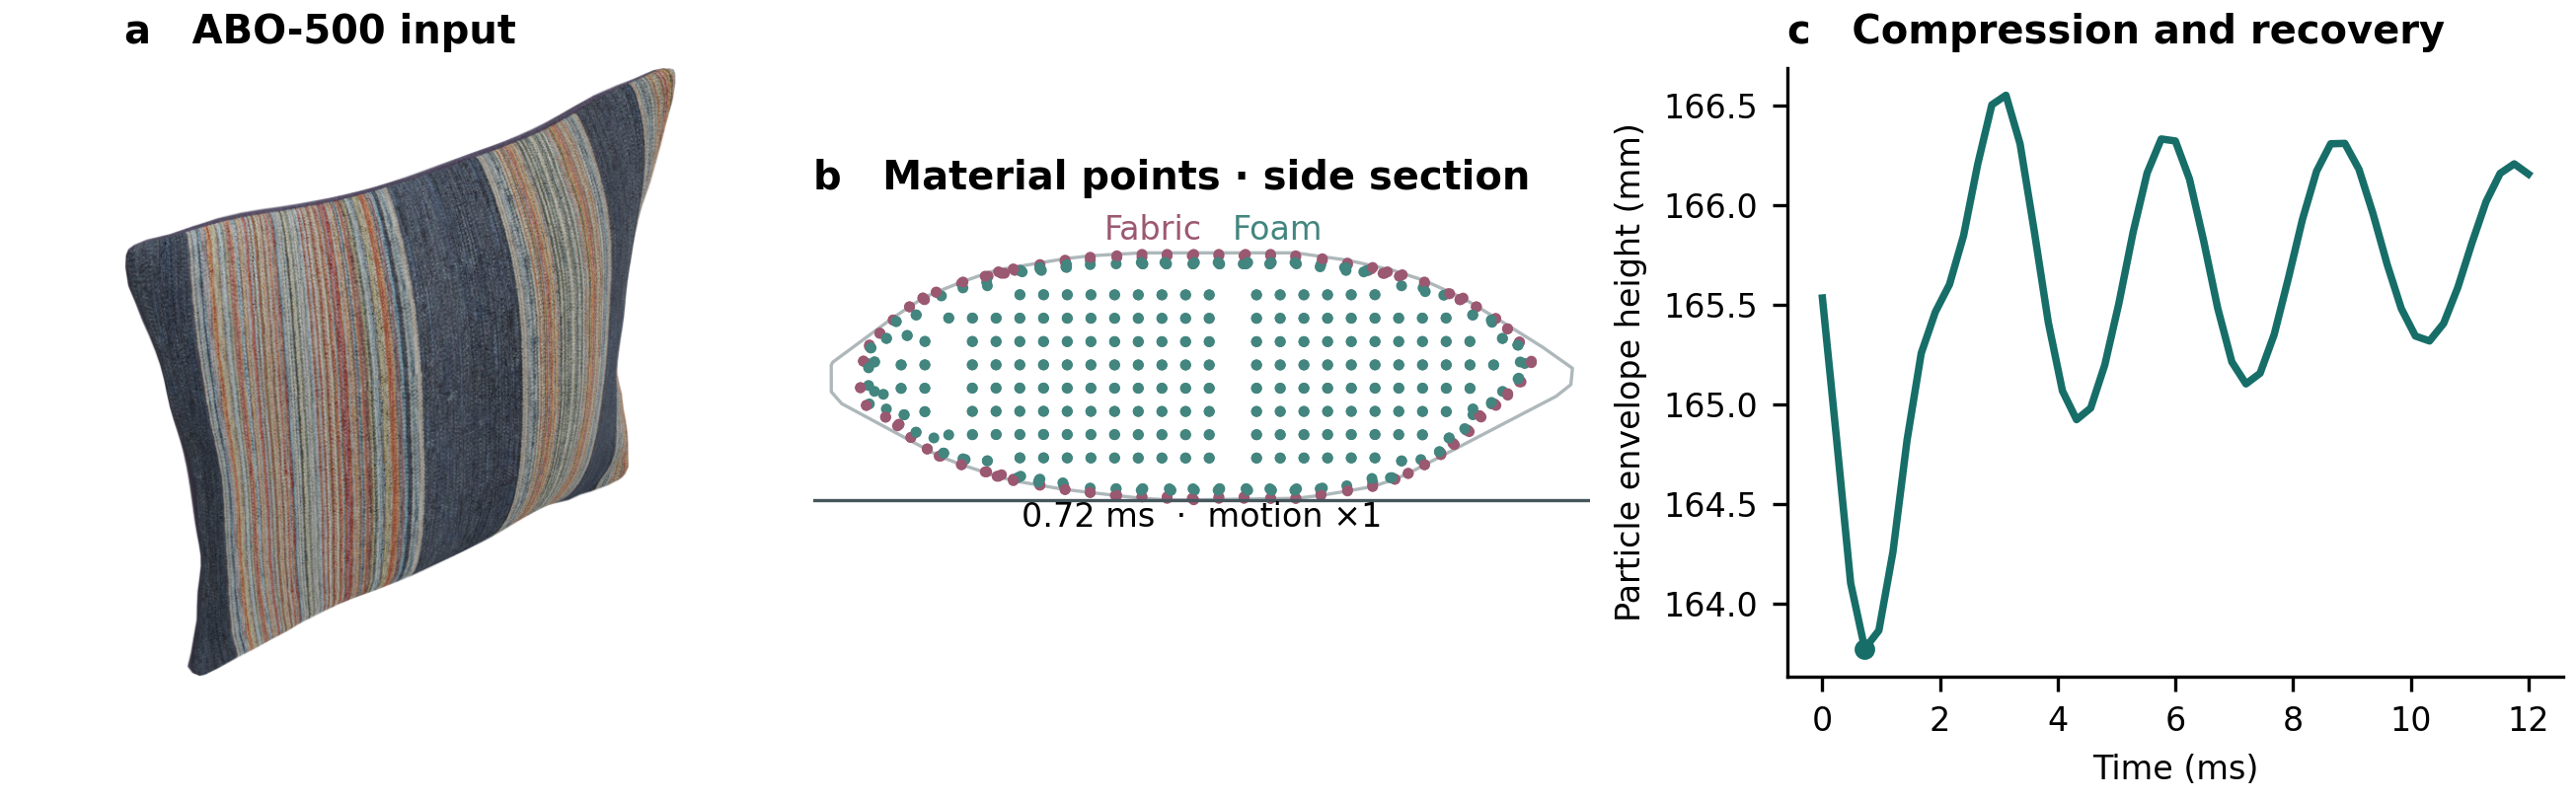 a ABO-500 input
b Material points · side section
Fabric Foam
0.72 ms · motion ×1
c Compression and recovery
Particle envelope height (mm)
166.5
166.0
165.5
165.0
164.5
164.0
0 2 4 6 8 10 12
Time (ms)